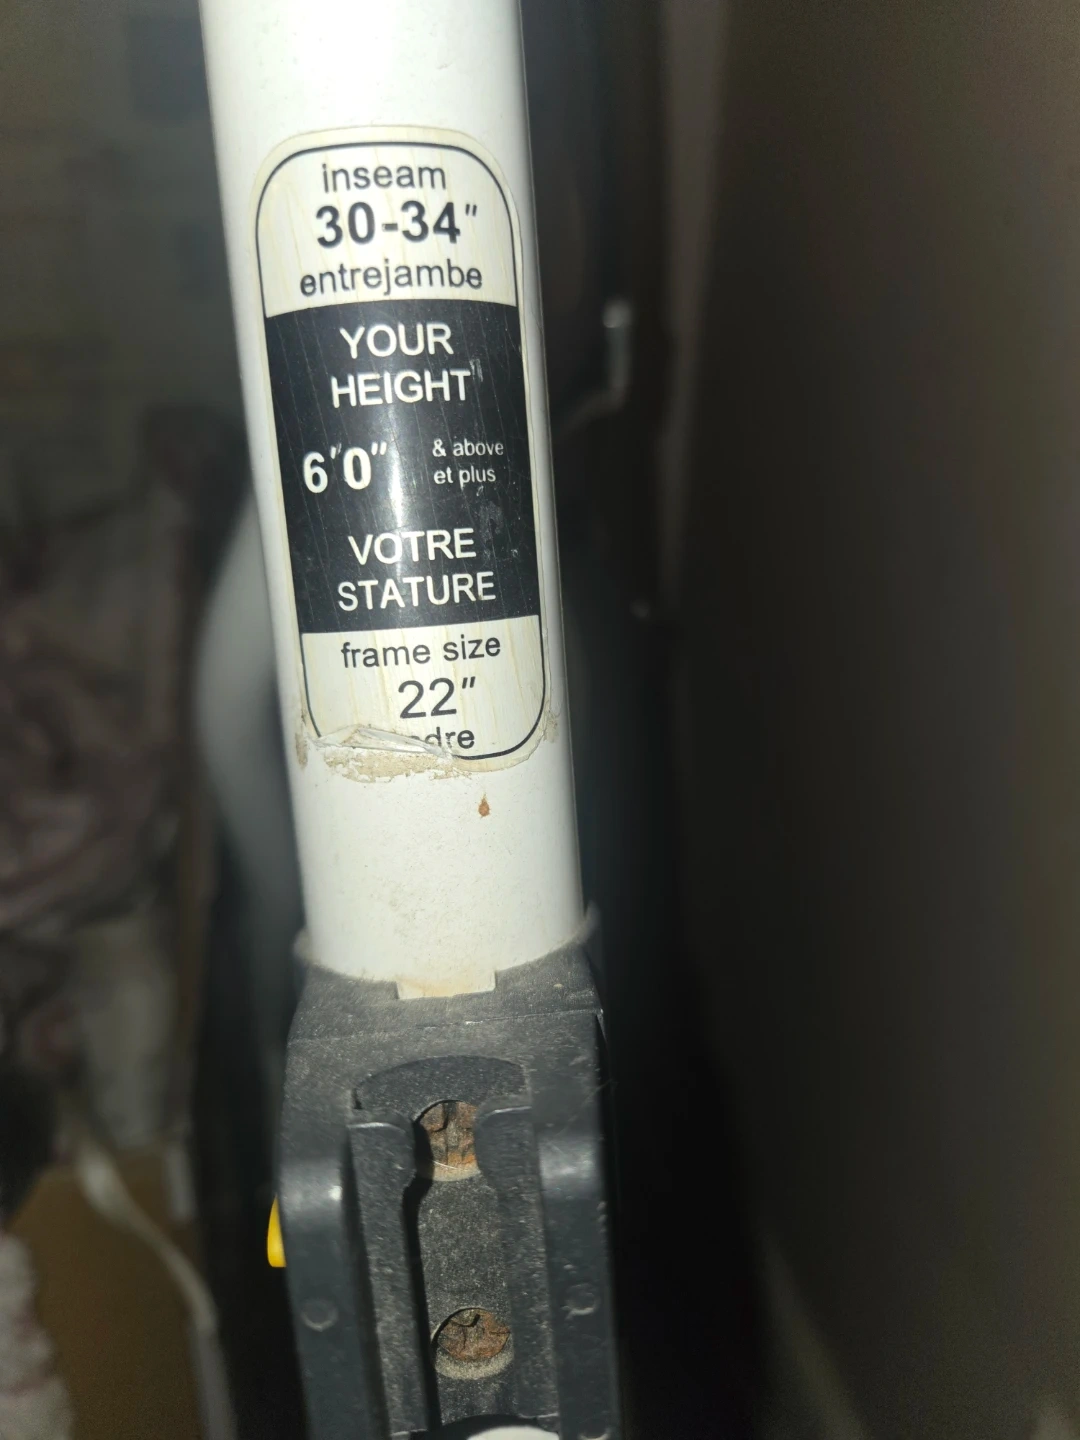 inseam
30-34"
entrejambe
YOUR
HEIGHT
6'0" & above
et plus
VOTRE
STATURE
frame size
22"